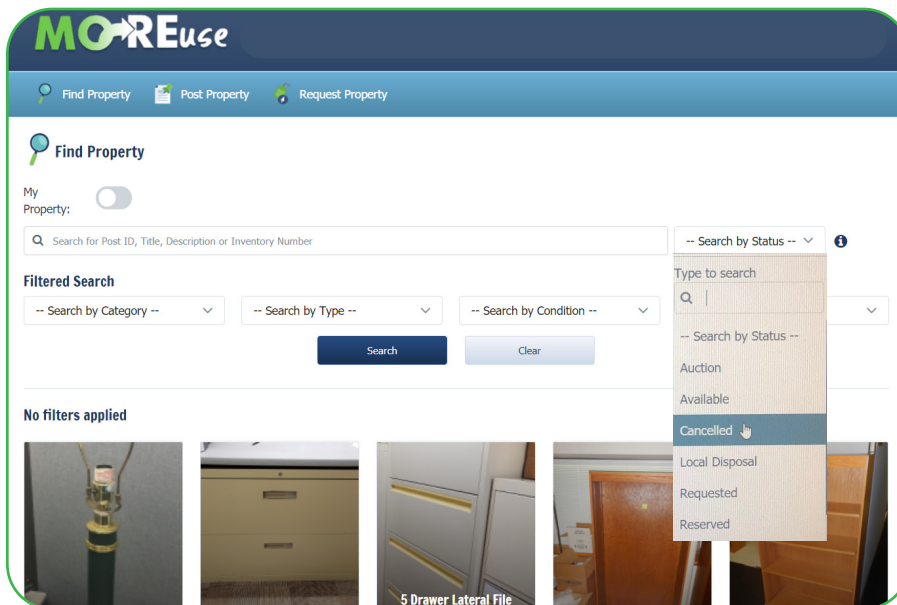 MOREuse
Find Property
Post Property
Request Property
Find Property
My
Property:
Search for Post ID, Title, Description or Inventory Number
-- Search by Status --
Type to search
Filtered Search
-- Search by Category --
-- Search by Type --
-- Search by Condition --
-- Search by Status --
Auction
Available
Cancelled
Local Disposal
Requested
Reserved
Search
Clear
No filters applied
5 Drawer Lateral File